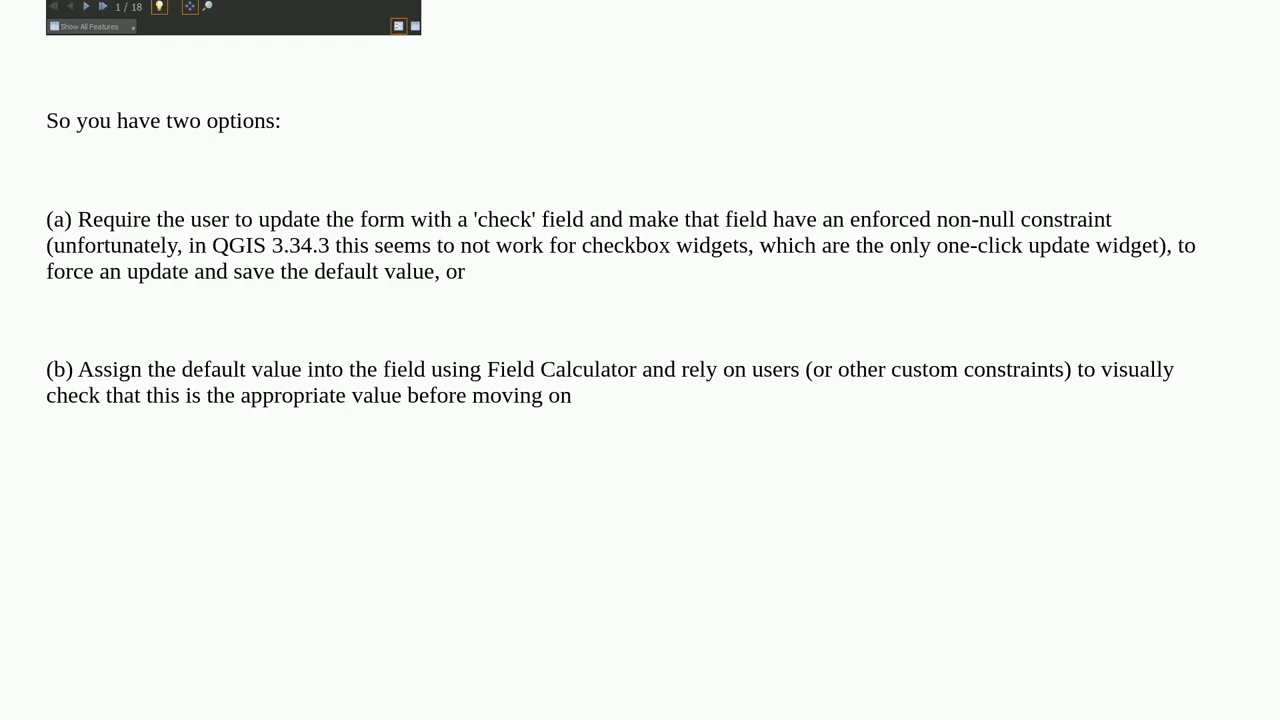 1 / 18
Show All Features
So you have two options:
(a) Require the user to update the form with a 'check' field and make that field have an enforced non-null constraint
(unfortunately, in QGIS 3.34.3 this seems to not work for checkbox widgets, which are the only one-click update widget), to
force an update and save the default value, or
(b) Assign the default value into the field using Field Calculator and rely on users (or other custom constraints) to visually
check that this is the appropriate value before moving on